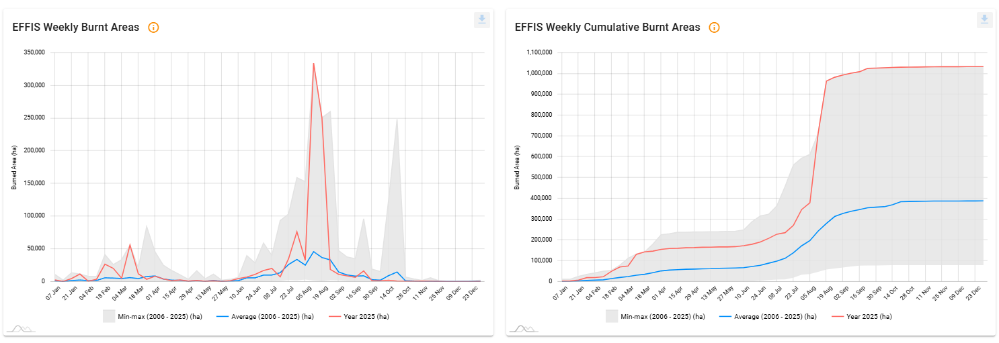 EFFIS Weekly Burnt Areas
350,000
300,000
250,000
200,000
150,000
100,000
50,000
0
Burned Area (ha)
07 Jan
21 Jan
04 Feb
18 Feb
04 Mar
18 Mar
01 Apr
15 Apr
29 Apr
13 May
27 May
10 Jun
24 Jun
08 Jul
22 Jul
05 Aug
19 Aug
02 Sep
16 Sep
30 Sep
14 Oct
28 Oct
11 Nov
25 Nov
09 Dec
23 Dec
Min-max (2006 - 2025) (ha)
Average (2006 - 2025) (ha)
Year 2025 (ha)
EFFIS Weekly Cumulative Burnt Areas
1,100,000
1,000,000
900,000
800,000
700,000
600,000
500,000
400,000
300,000
200,000
100,000
0
Burned Area (ha)
07 Jan
21 Jan
04 Feb
18 Feb
04 Mar
18 Mar
01 Apr
15 Apr
29 Apr
13 May
27 May
10 Jun
24 Jun
08 Jul
22 Jul
05 Aug
19 Aug
02 Sep
16 Sep
30 Sep
14 Oct
28 Oct
11 Nov
25 Nov
09 Dec
23 Dec
Min-max (2006 - 2025) (ha)
Average (2006 - 2025) (ha)
Year 2025 (ha)